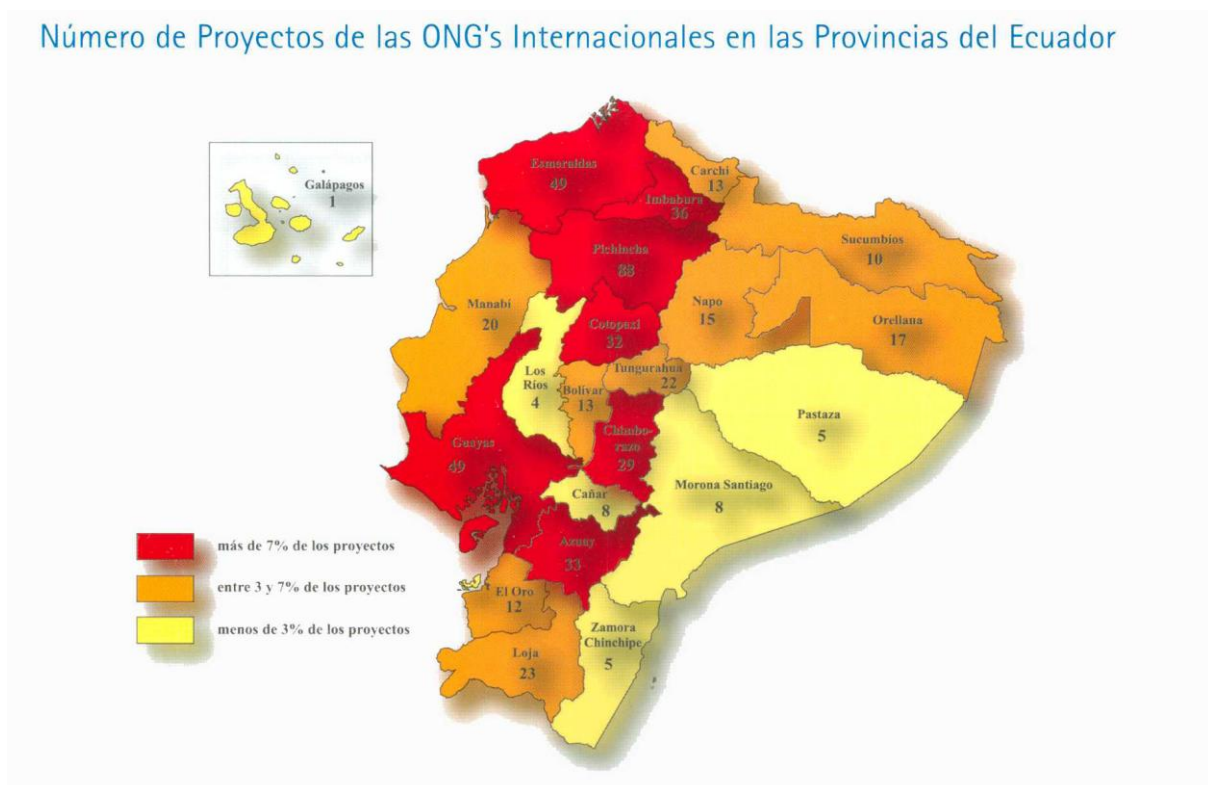 Número de Proyectos de las ONG's Internacionales en las Provincias del Ecuador
Esmeraldas
49
Carchi
13
Imbabura
36
Galápagos
1
Pichincha
88
Sucumbíos
10
Manabí
20
Napo
15
Cotopaxi
32
Orellana
17
Los
Ríos
4
Bolívar
13
Tungurahua
22
Pastaza
5
Guayas
49
Chimbo-
razo
29
Cañar
8
Morona Santiago
8
Azuay
33
más de 7% de los proyectos
entre 3 y 7% de los proyectos
menos de 3% de los proyectos
El Oro
12
Zamora
Chinchipe
5
Loja
23